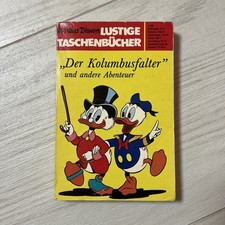 Walt Disneys LUSTIGE
TASCHENBÜCHER
„Der Kolumbusfalter"
und andere Abenteuer